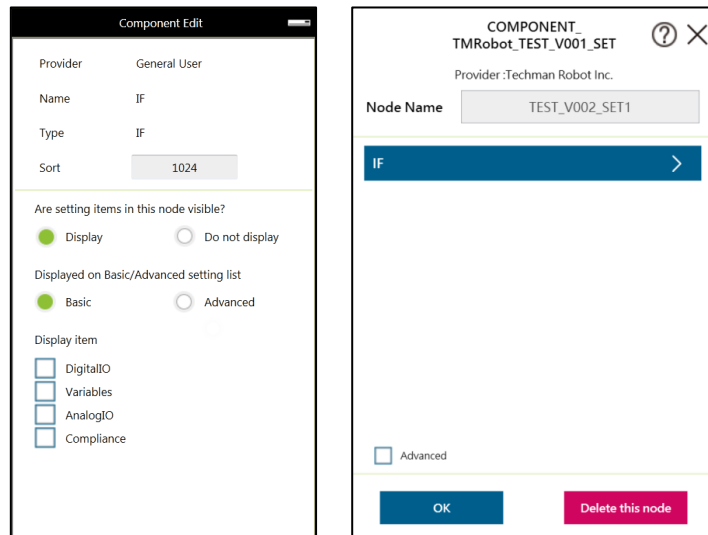 Component Edit
Provider General User
Name IF
Type IF
Sort 1024
Are setting items in this node visible?
Display Do not display
Displayed on Basic/Advanced setting list
Basic Advanced
Display item
DigitalIO
Variables
AnalogIO
Compliance
COMPONENT_
TMRobot_TEST_V001_SET
Provider :Techman Robot Inc.
Node Name TEST_V002_SET1
IF
Advanced
OK Delete this node